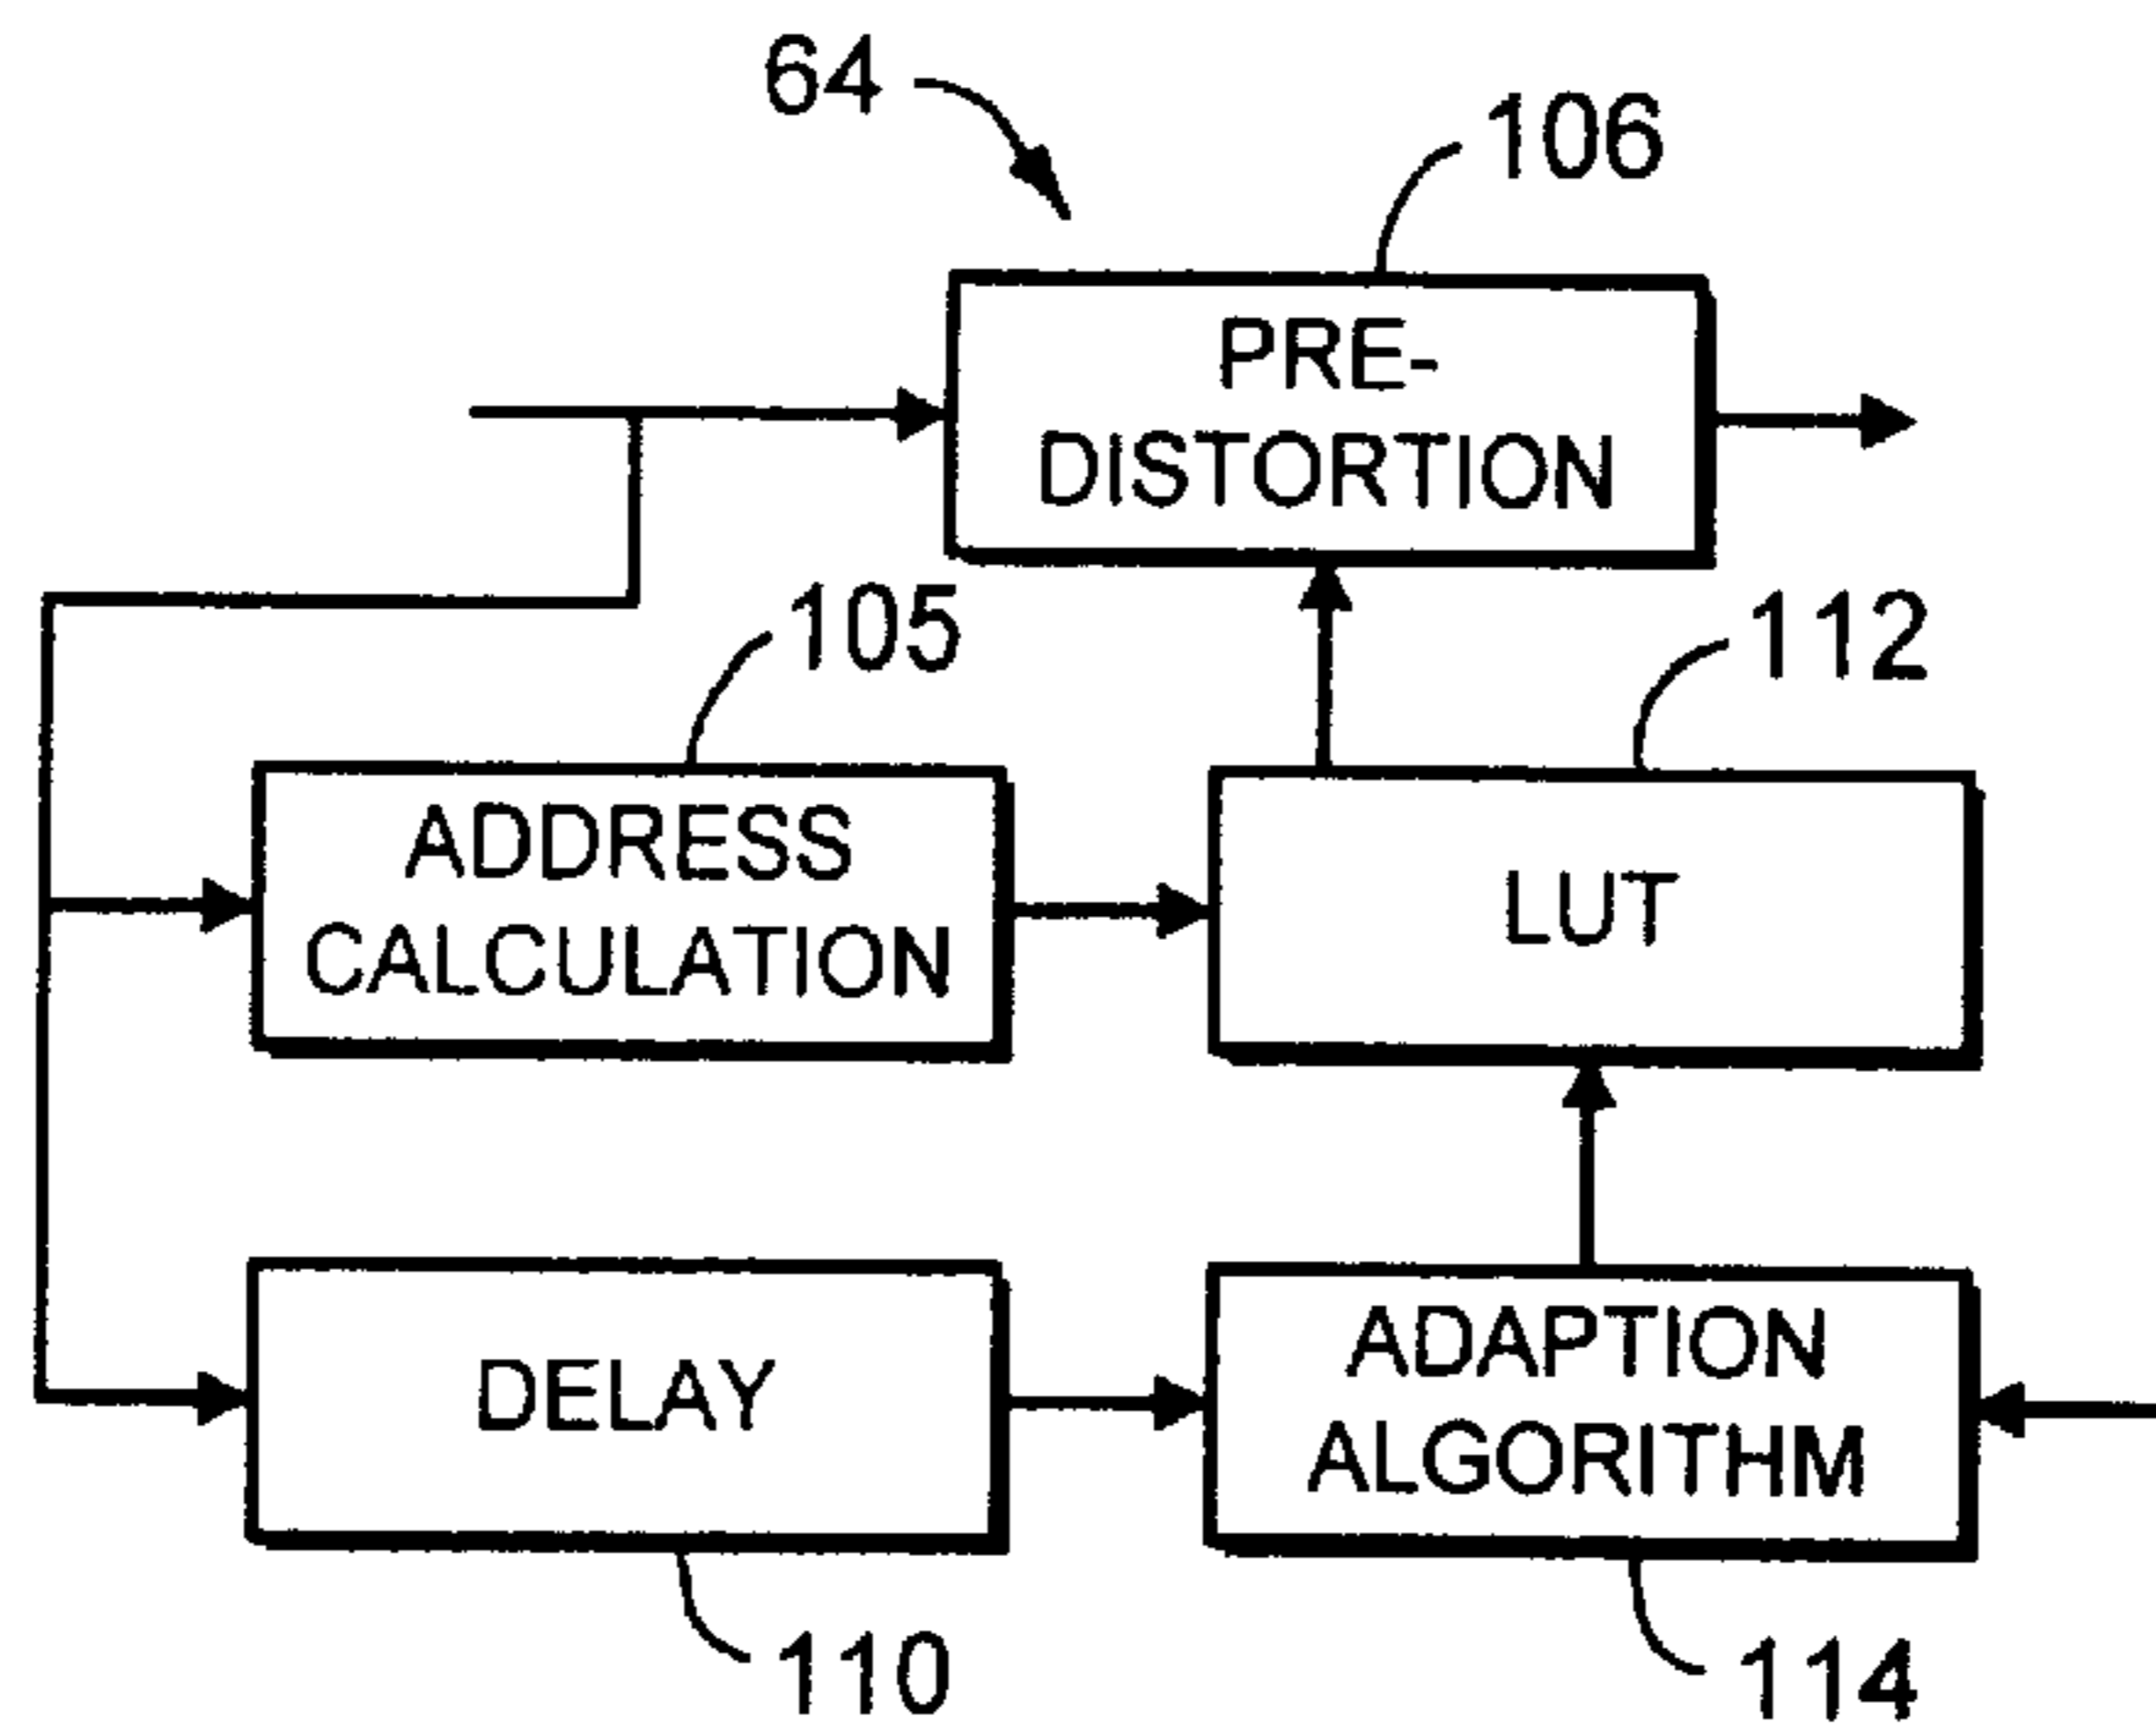 64
106
PRE-
DISTORTION
105
112
ADDRESS
CALCULATION
LUT
DELAY
ADAPTION
ALGORITHM
110
114